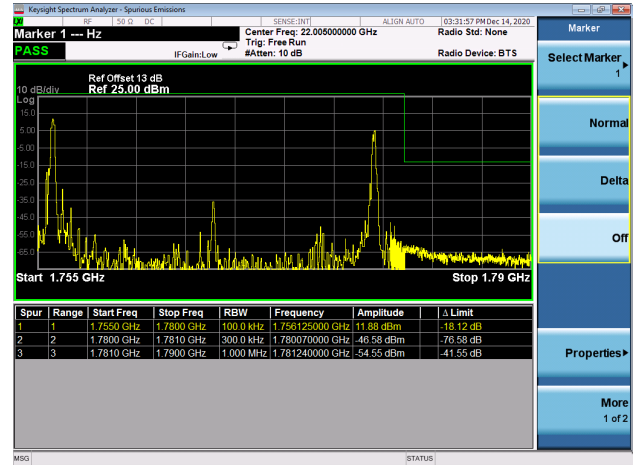 Keysight Spectrum Analyzer - Spurious Emissions
RF 50 Ω DC SENSE:INT ALIGN AUTO 03:31:57 PM Dec 14, 2020
Marker 1 --- Hz
Center Freq: 22.005000000 GHz
Radio Std: None
Trig: Free Run
PASS
IFGain:Low
#Atten: 10 dB
Radio Device: BTS
Ref Offset 13 dB
10 dB/div
Ref 25.00 dBm
Log
15.0
5.00
-5.00
-15.0
-25.0
-35.0
-45.0
-55.0
-65.0
Start 1.755 GHz
Stop 1.79 GHz
Spur Range Start Freq Stop Freq RBW Frequency Amplitude Δ Limit
1 1 1.7550 GHz 1.7800 GHz 100.0 kHz 1.756125000 GHz 11.88 dBm -18.12 dB
2 2 1.7800 GHz 1.7810 GHz 300.0 kHz 1.780070000 GHz -46.58 dBm -76.58 dB
3 3 1.7810 GHz 1.7900 GHz 1.000 MHz 1.781240000 GHz -54.55 dBm -41.55 dB
MSG
STATUS
Marker
Select Marker
1
Normal
Delta
Off
Properties
More
1 of 2